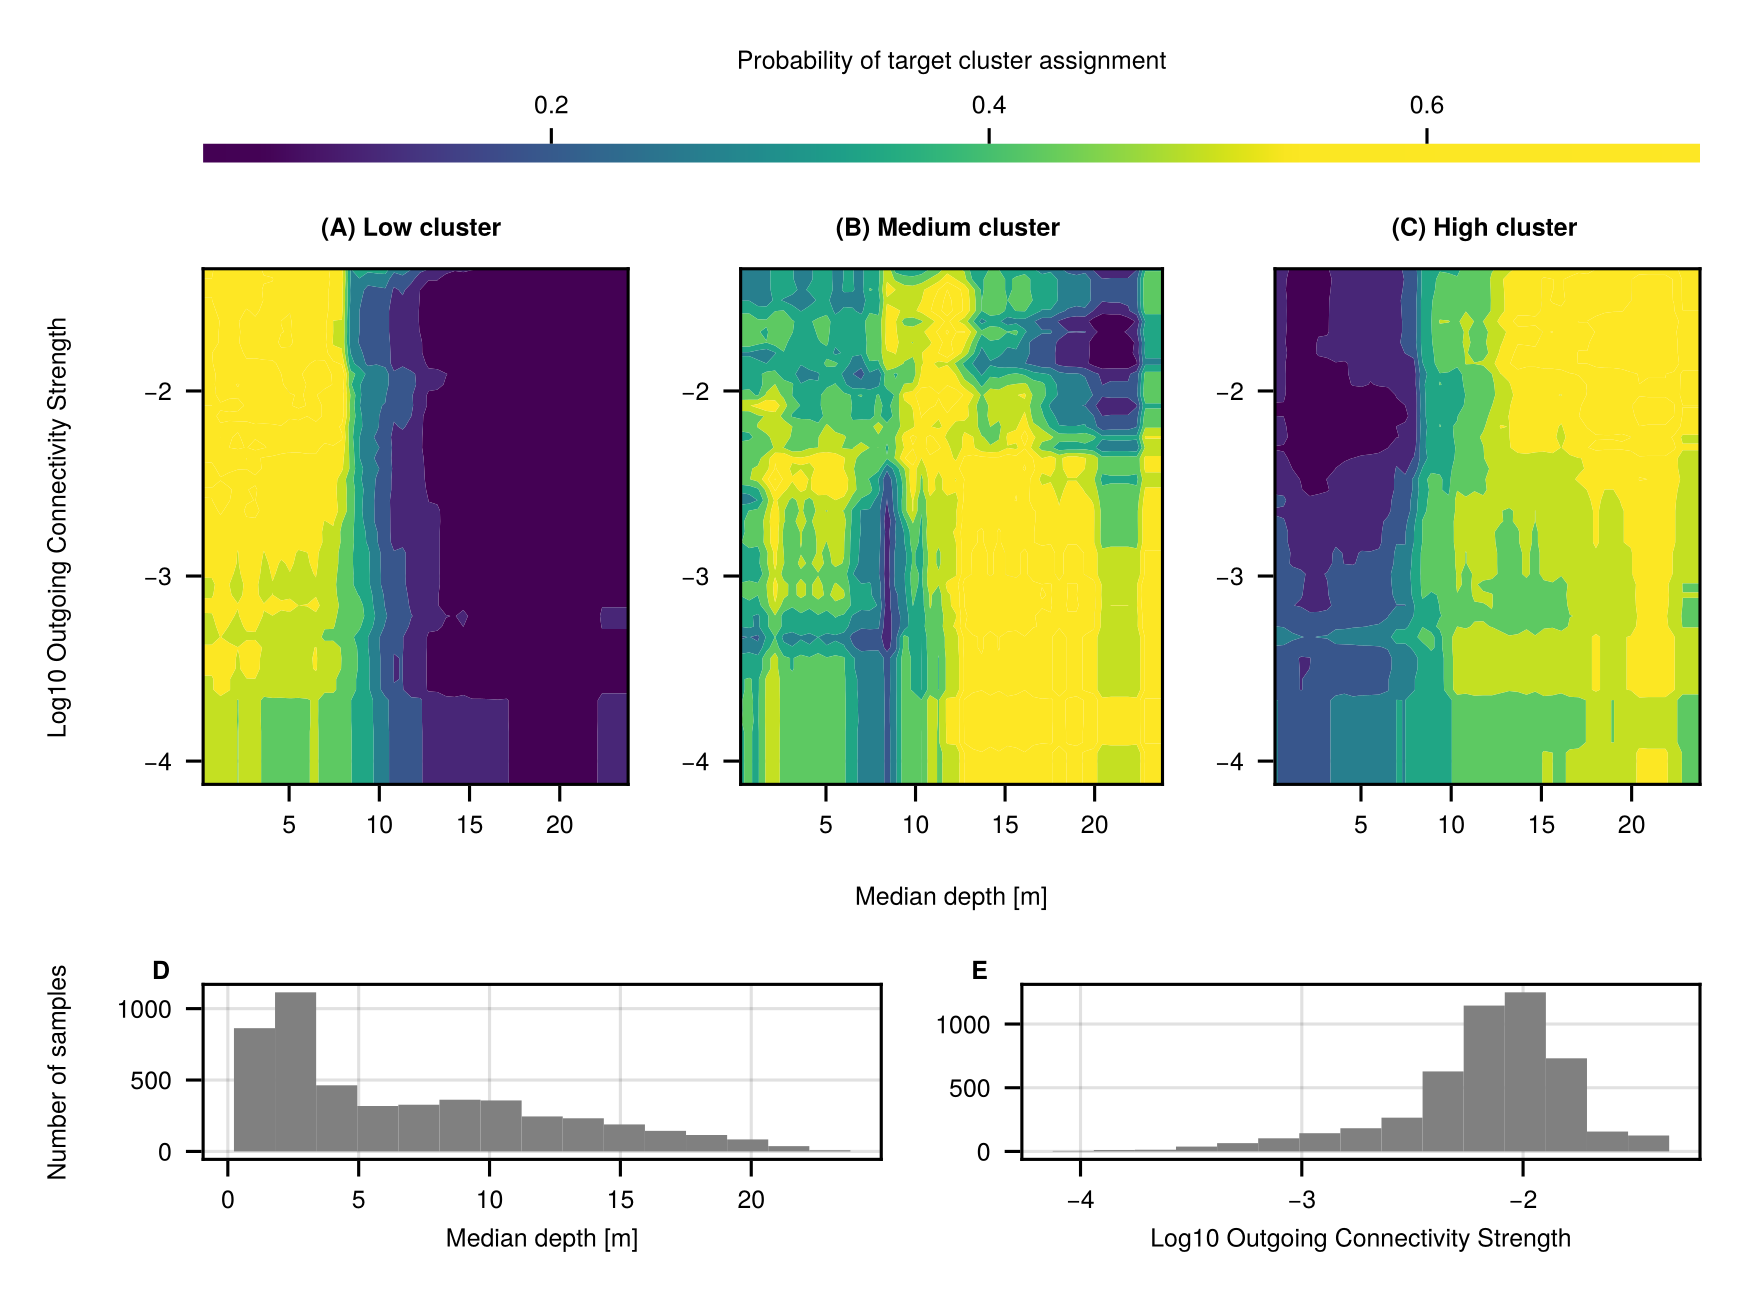 Probability of target cluster assignment
0.2 0.4 0.6
(A) Low cluster (B) Medium cluster (C) High cluster
Log10 Outgoing Connectivity Strength
−2 −2 −2
−3 −3 −3
−4 −4 −4
5 10 15 20 5 10 15 20 5 10 15 20
Median depth [m]
D E
Number of samples
1000 1000
500 500
0 0
0 5 10 15 20 −4 −3 −2
Median depth [m] Log10 Outgoing Connectivity Strength